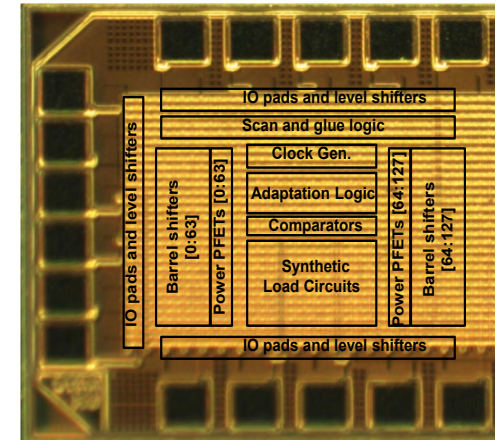 IO pads and level shifters
Scan and glue logic
IO pads and level shifters
Barrel shifters
[0:63]
Power PFETs [0:63]
Clock Gen.
Adaptation Logic
Comparators
Synthetic
Load Circuits
Power PFETs [64:127]
Barrel shifters
[64:127]
IO pads and level shifters